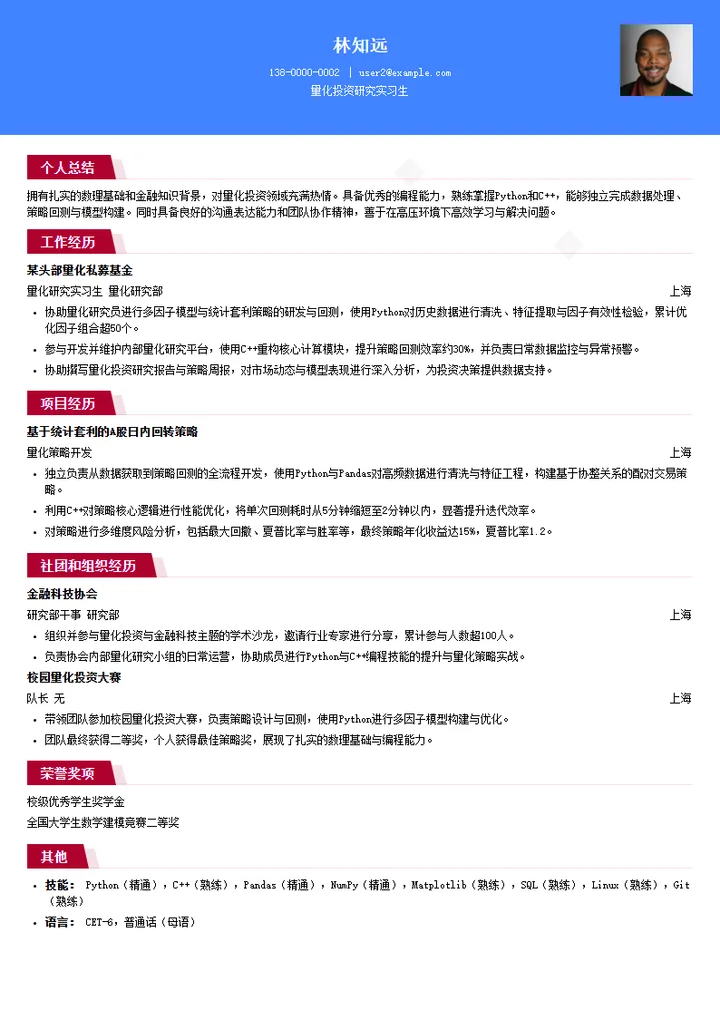 林知远
138-0000-0002 | user2@example.com
量化投资研究实习生
个人总结
拥有扎实的数理基础和金融知识背景，对量化投资领域充满热情。具备优秀的编程能力，熟练掌握Python和C++，能够独立完成数据处理、
策略回测与模型构建。同时具备良好的沟通表达能力和团队协作精神，善于在高压环境下高效学习与解决问题。
工作经历
某头部量化私募基金
量化研究实习生 量化研究部 上海
• 协助量化研究员进行多因子模型与统计套利策略的研发与回测，使用Python对历史数据进行清洗、特征提取与因子有效性检验，累计优
化因子组合超50个。
• 参与开发并维护内部量化研究平台，使用C++重构核心计算模块，提升策略回测效率约30%，并负责日常数据监控与异常预警。
• 协助撰写量化投资研究报告与策略周报，对市场动态与模型表现进行深入分析，为投资决策提供数据支持。
项目经历
基于统计套利的A股日内回转策略
量化策略开发 上海
• 独立负责从数据获取到策略回测的全流程开发，使用Python与Pandas对高频数据进行清洗与特征工程，构建基于协整关系的配对交易策
略。
• 利用C++对策略核心逻辑进行性能优化，将单次回测耗时从5分钟缩短至2分钟以内，显著提升迭代效率。
• 对策略进行多维度风险分析，包括最大回撤、夏普比率与胜率等，最终策略年化收益达15%，夏普比率1.2。
社团和组织经历
金融科技协会
研究部干事 研究部 上海
• 组织并参与量化投资与金融科技主题的学术沙龙，邀请行业专家进行分享，累计参与人数超100人。
• 负责协会内部量化研究小组的日常运营，协助成员进行Python与C++编程技能的提升与量化策略实战。
校园量化投资大赛
队长 无 上海
• 带领团队参加校园量化投资大赛，负责策略设计与回测，使用Python进行多因子模型构建与优化。
• 团队最终获得二等奖，个人获得最佳策略奖，展现了扎实的数理基础与编程能力。
荣誉奖项
校级优秀学生奖学金
全国大学生数学建模竞赛二等奖
其他
• 技能： Python（精通），C++（熟练），Pandas（精通），NumPy（精通），Matplotlib（熟练），SQL（熟练），Linux（熟练），Git
（熟练）
• 语言： CET-6，普通话（母语）